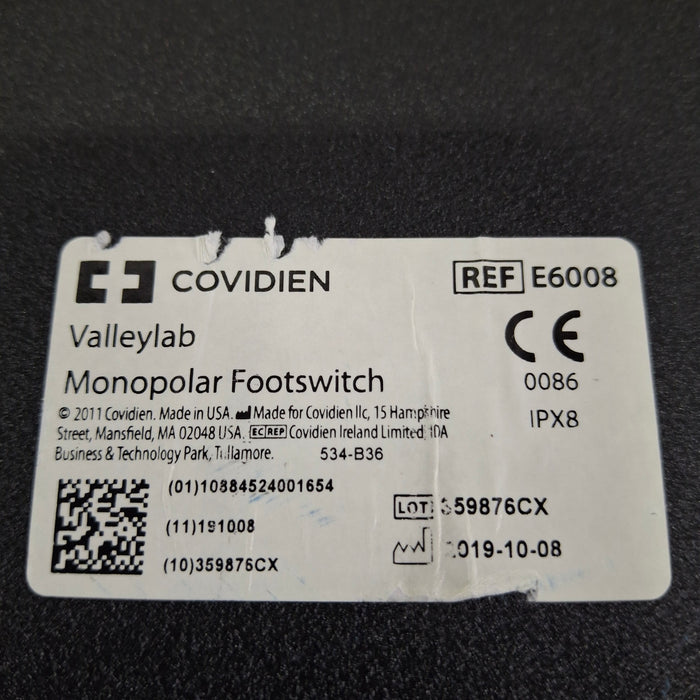 COVIDIEN
REF E6008
Valleylab
CE
Monopolar Footswitch
0086
© 2011 Covidien. Made in USA. Made for Covidien llc, 15 Hampshire
Street, Mansfield, MA 02048 USA. EC REP Covidien Ireland Limited, IDA
Business & Technology Park, Tullamore. 534-B36
IPX8
(01)10884524001654
(11)191008
(10)359876CX
LOT 359876CX
2019-10-08